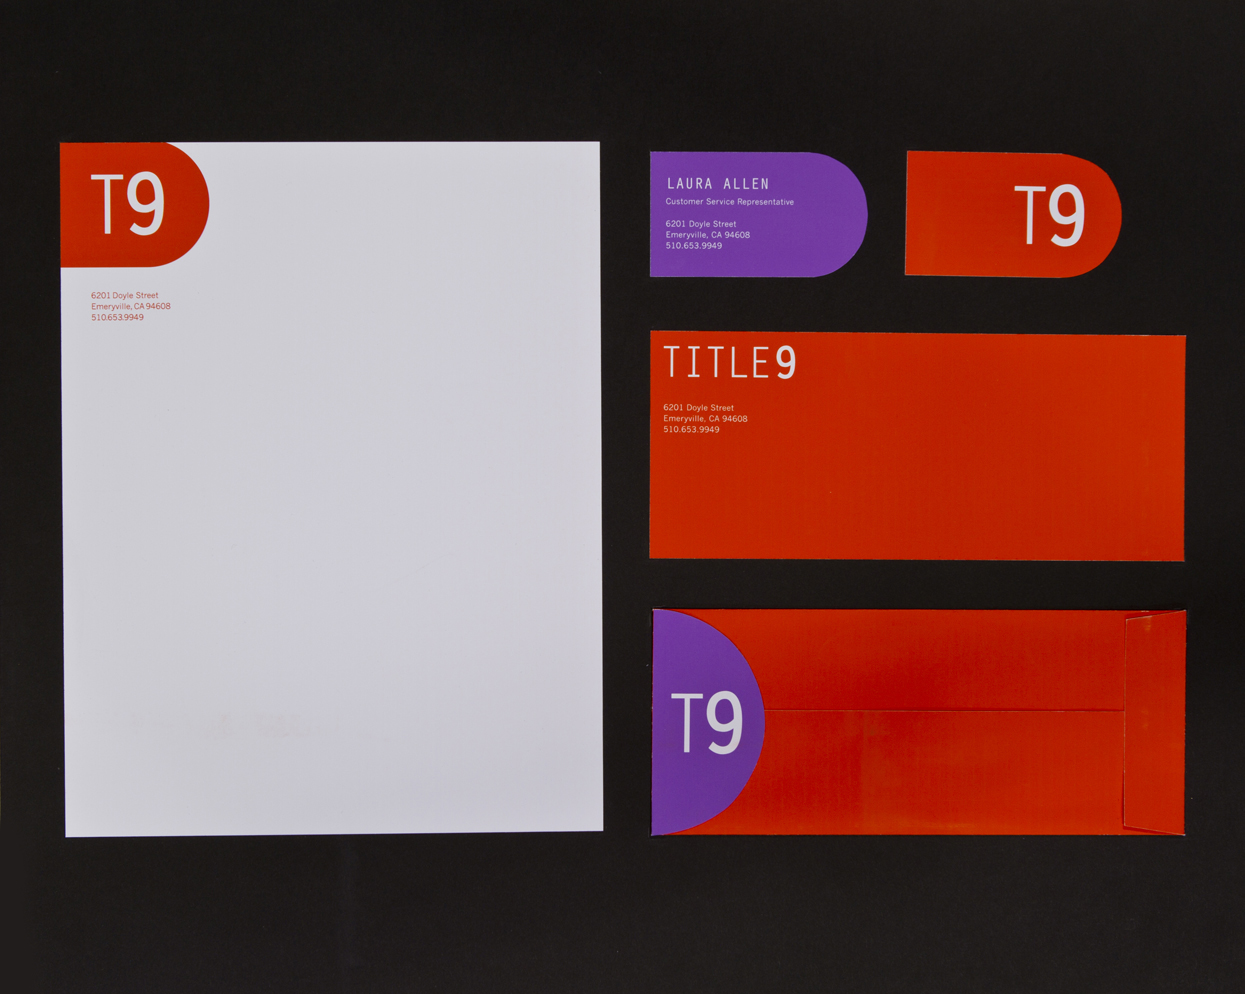 T9
6201 Doyle Street
Emeryville, CA 94608
510.653.9949
LAURA ALLEN
Customer Service Representative
6201 Doyle Street
Emeryville, CA 94608
510.653.9949
T9
TITLE9
6201 Doyle Street
Emeryville, CA 94608
510.653.9949
T9